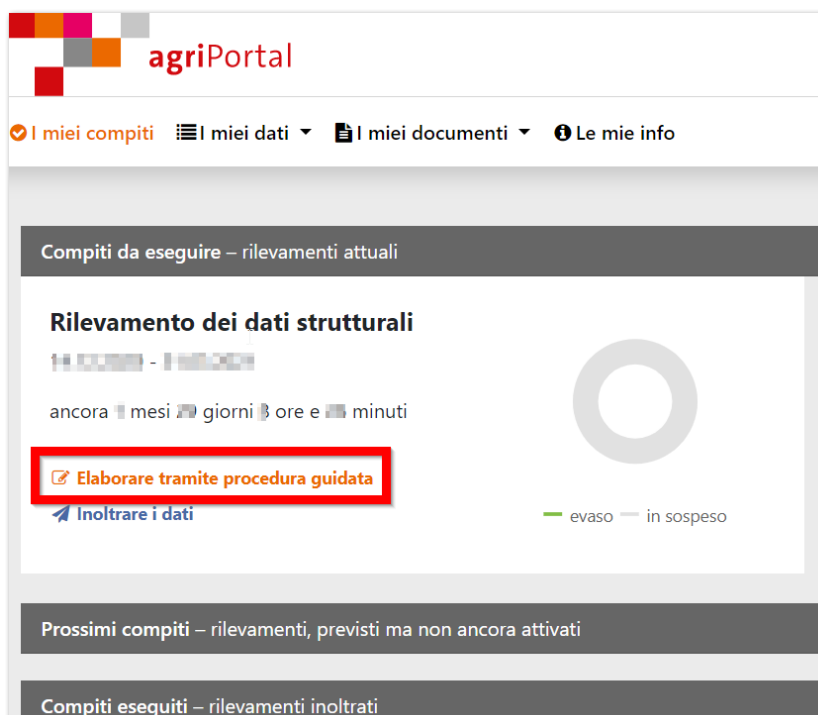 agriPortal
I miei compiti I miei dati I miei documenti Le mie info
Compiti da eseguire – rilevamenti attuali
Rilevamento dei dati strutturali
-
ancora mesi giorni ore e minuti
Elaborare tramite procedura guidata
Inoltrare i dati
evaso in sospeso
Prossimi compiti – rilevamenti, previsti ma non ancora attivati
Compiti eseguiti – rilevamenti inoltrati